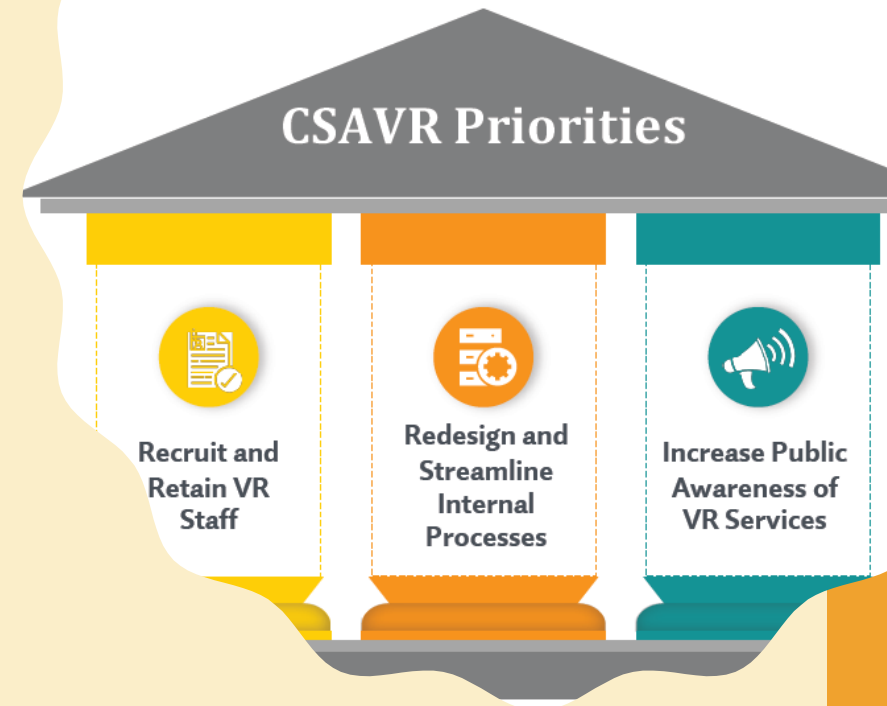 CSAVR Priorities
Recruit and
Retain VR
Staff
Redesign and
Streamline
Internal
Processes
Increase Public
Awareness of
VR Services